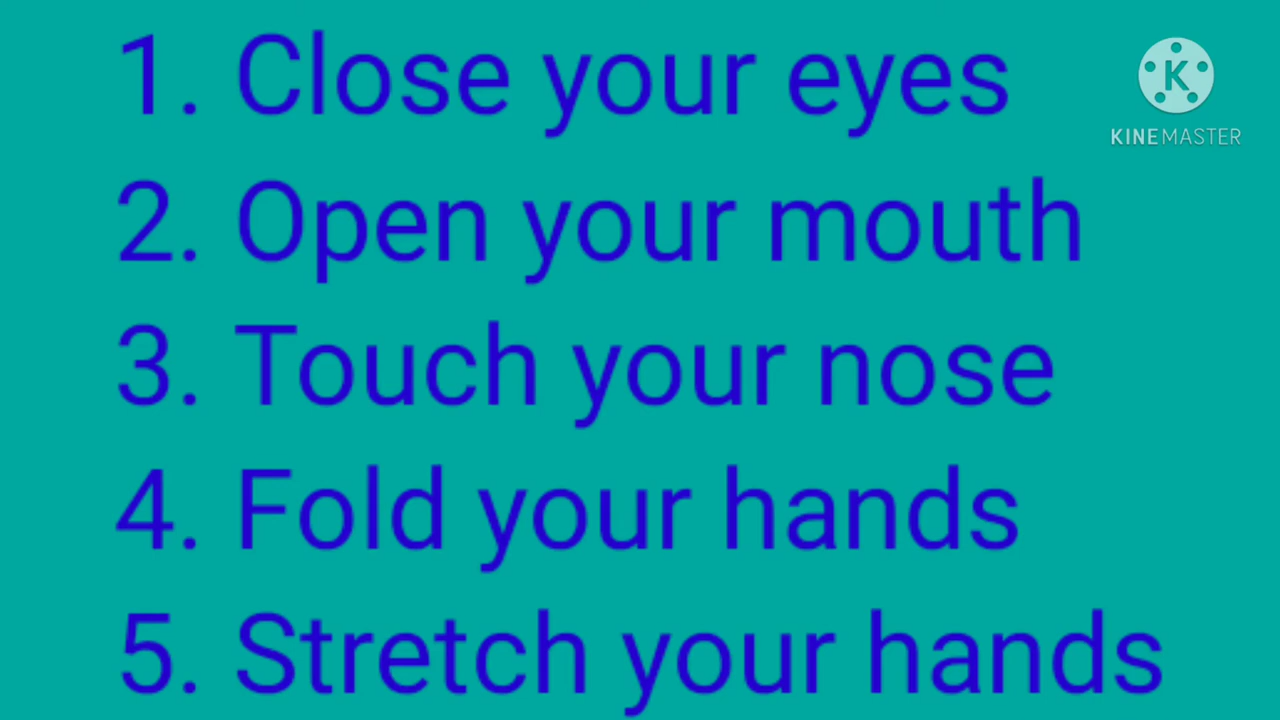 1. Close your eyes
K
KINEMASTER
2. Open your mouth
3. Touch your nose
4. Fold your hands
5. Stretch your hands